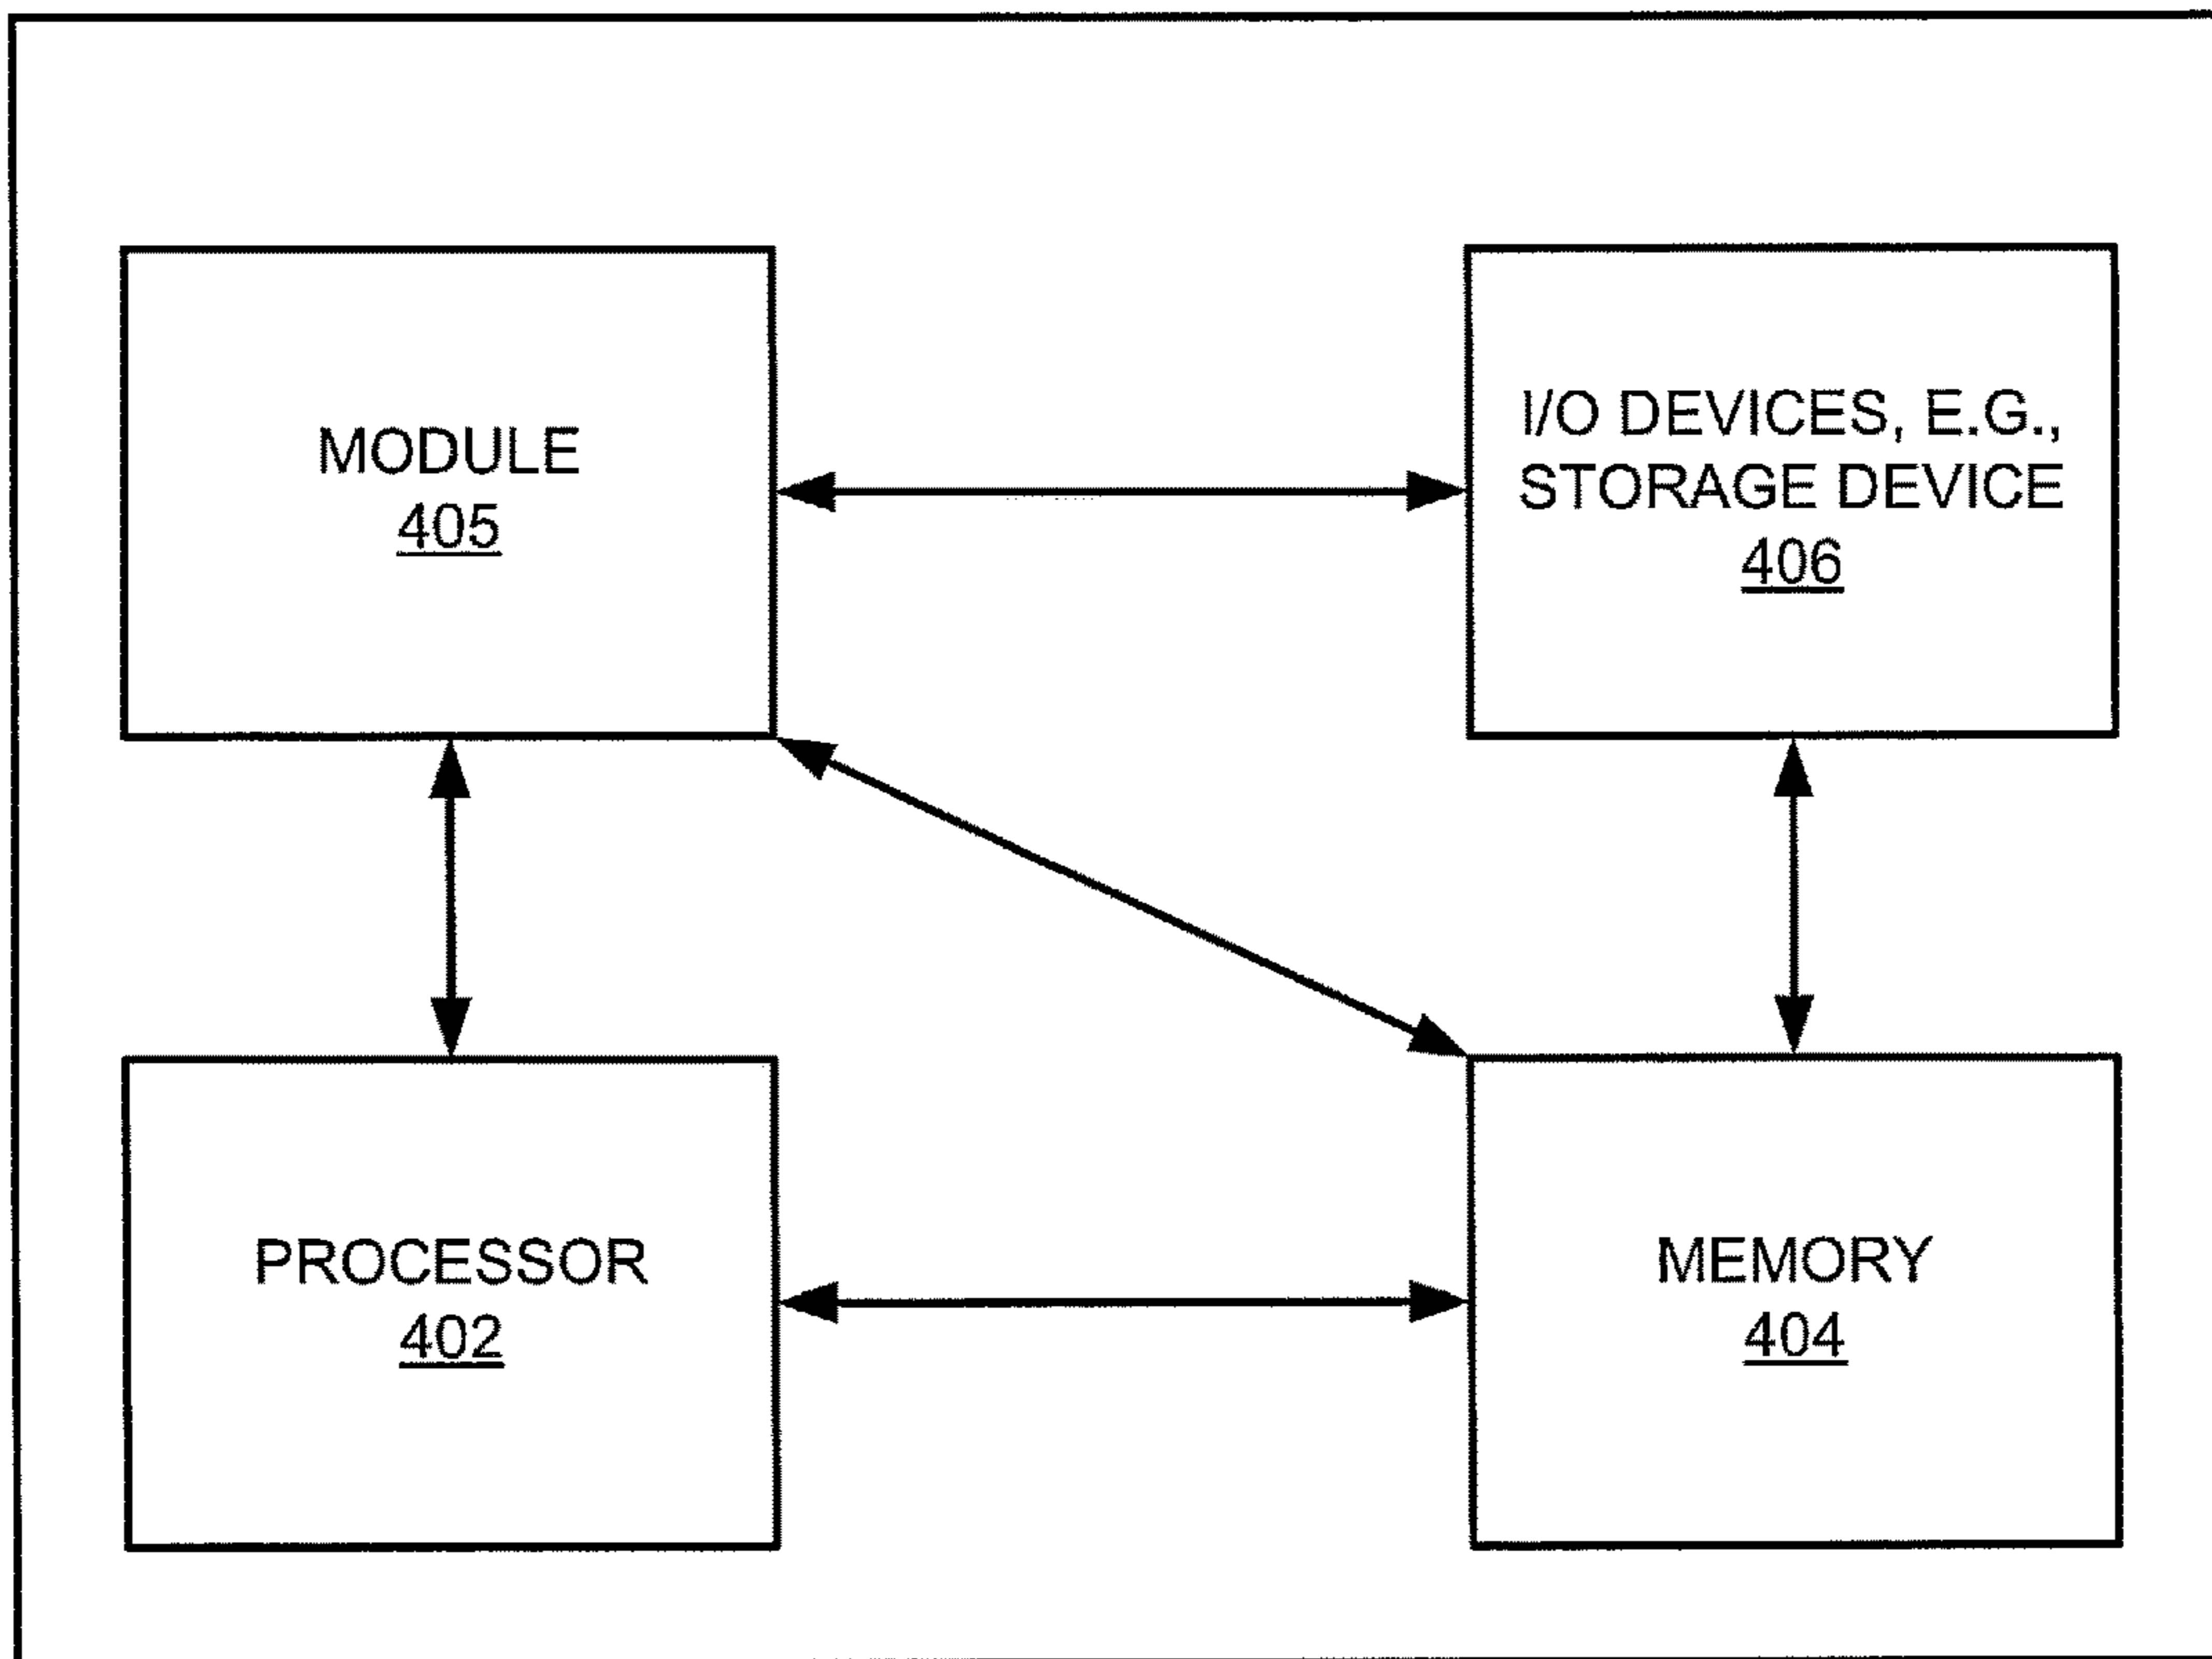 MODULE
405
I/O DEVICES, E.G.,
STORAGE DEVICE
406
PROCESSOR
402
MEMORY
404